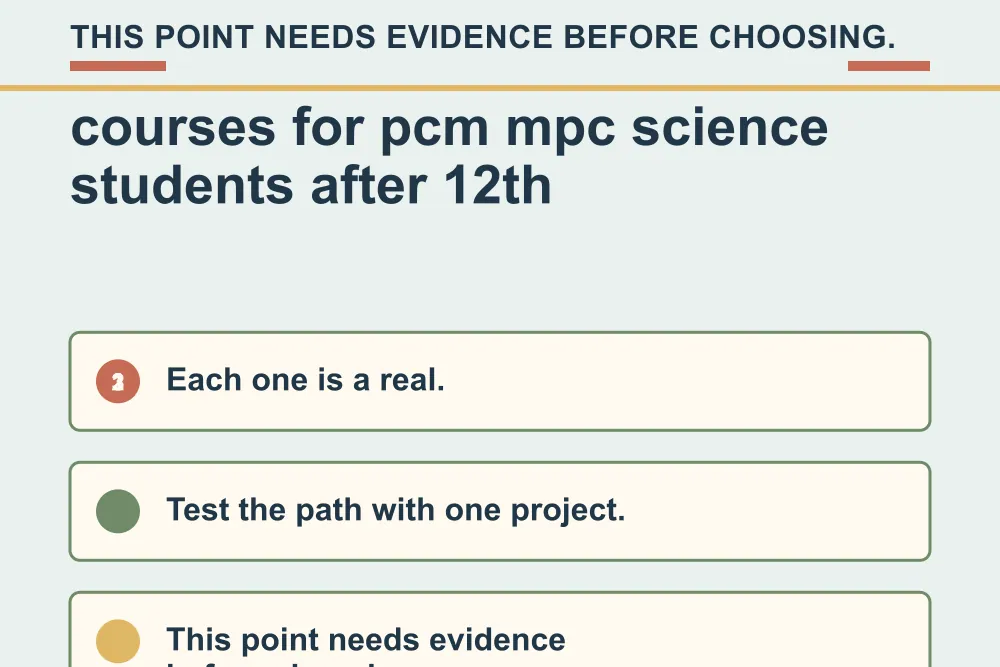 THIS POINT NEEDS EVIDENCE BEFORE CHOOSING.
courses for pcm mpc science
students after 12th
Each one is a real.
Test the path with one project.
This point needs evidence